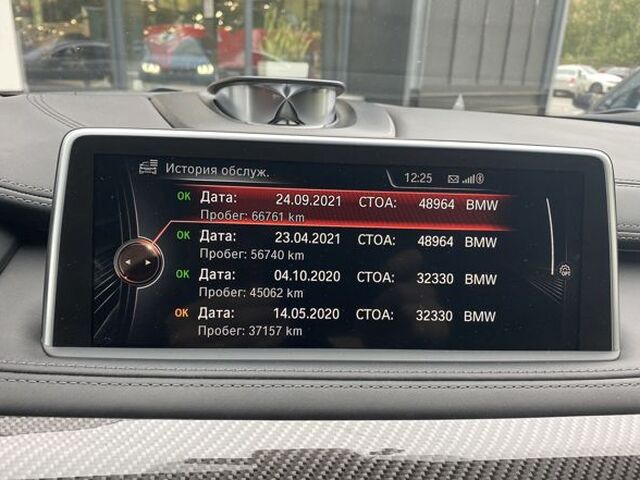 История обслуж. 12:25
OK Дата: 24.09.2021 СТОА: 48964 BMW
Пробег: 66761 km
OK Дата: 23.04.2021 СТОА: 48964 BMW
Пробег: 56740 km
OK Дата: 04.10.2020 СТОА: 32330 BMW
Пробег: 45062 km
OK Дата: 14.05.2020 СТОА: 32330 BMW
Пробег: 37157 km